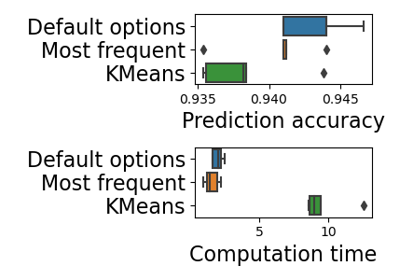 Default options
Most frequent
KMeans
0.935 0.940 0.945
Prediction accuracy
Default options
Most frequent
KMeans
5 10
Computation time